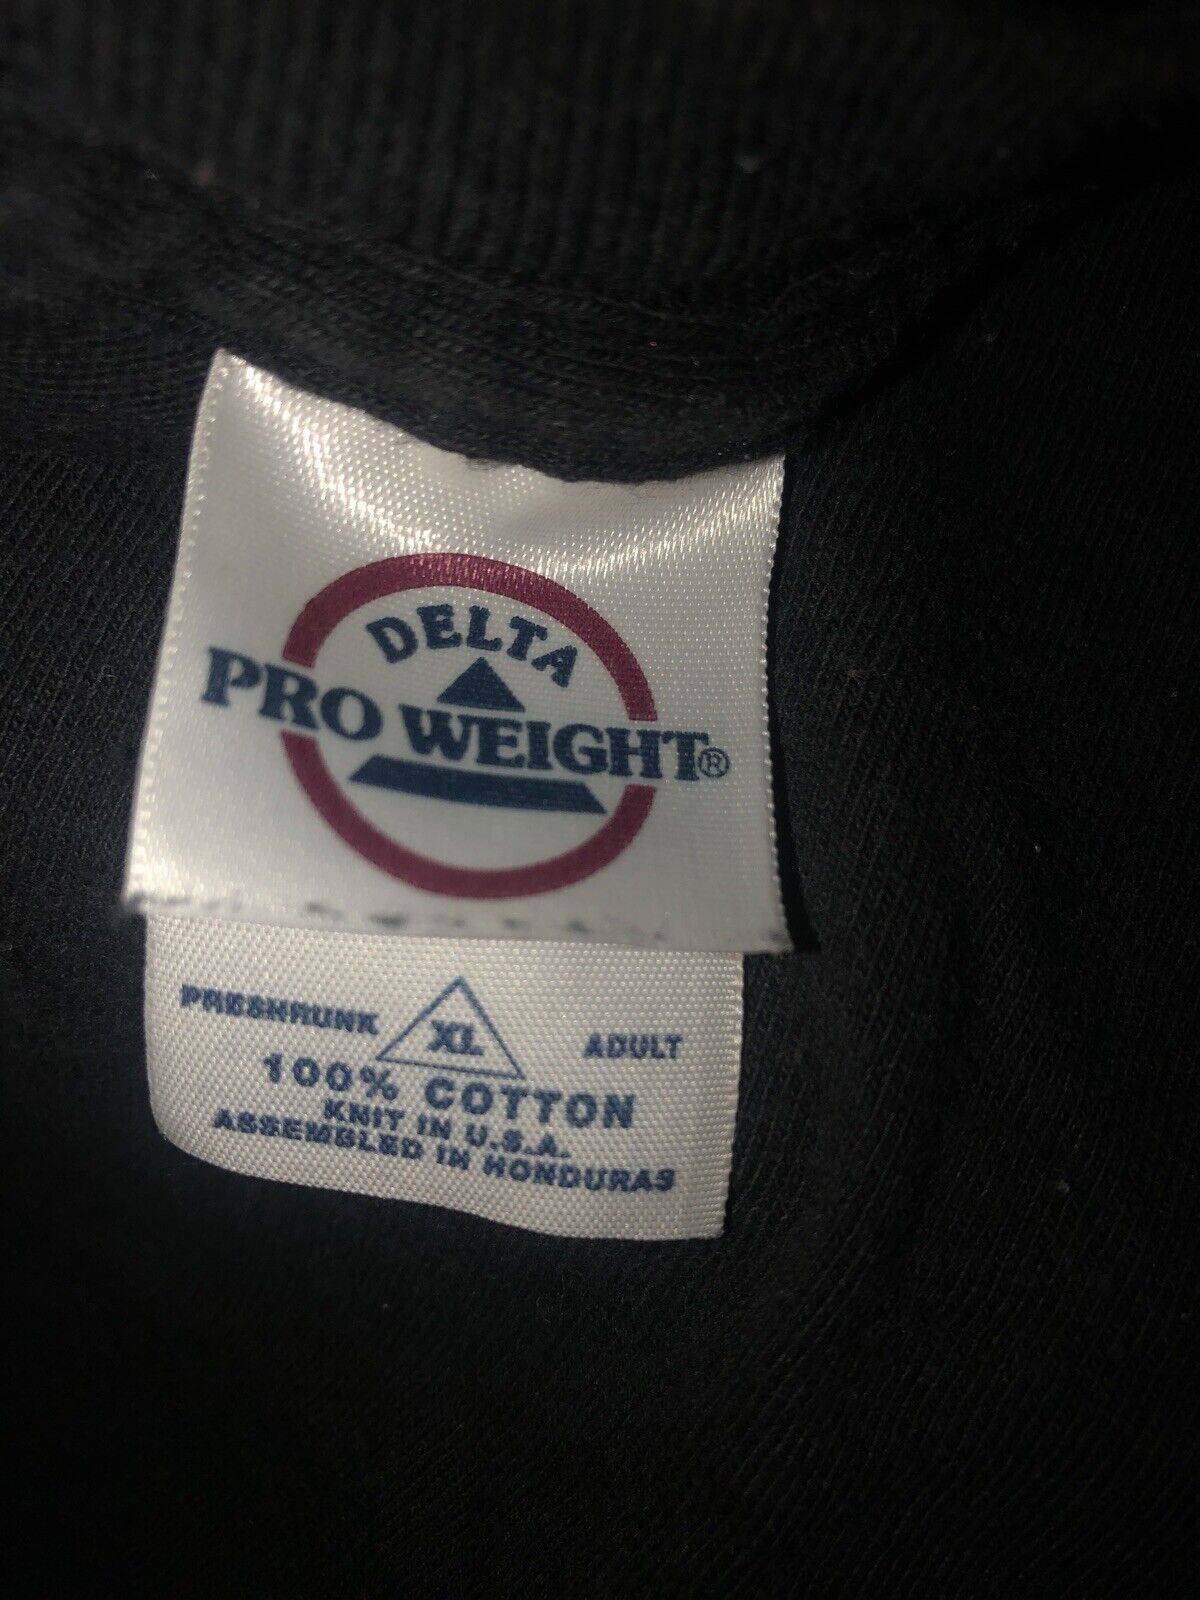 DELTA
PRO WEIGHT®
PRESHRUNK XL ADULT
100% COTTON
KNIT IN U.S.A.
ASSEMBLED IN HONDURAS